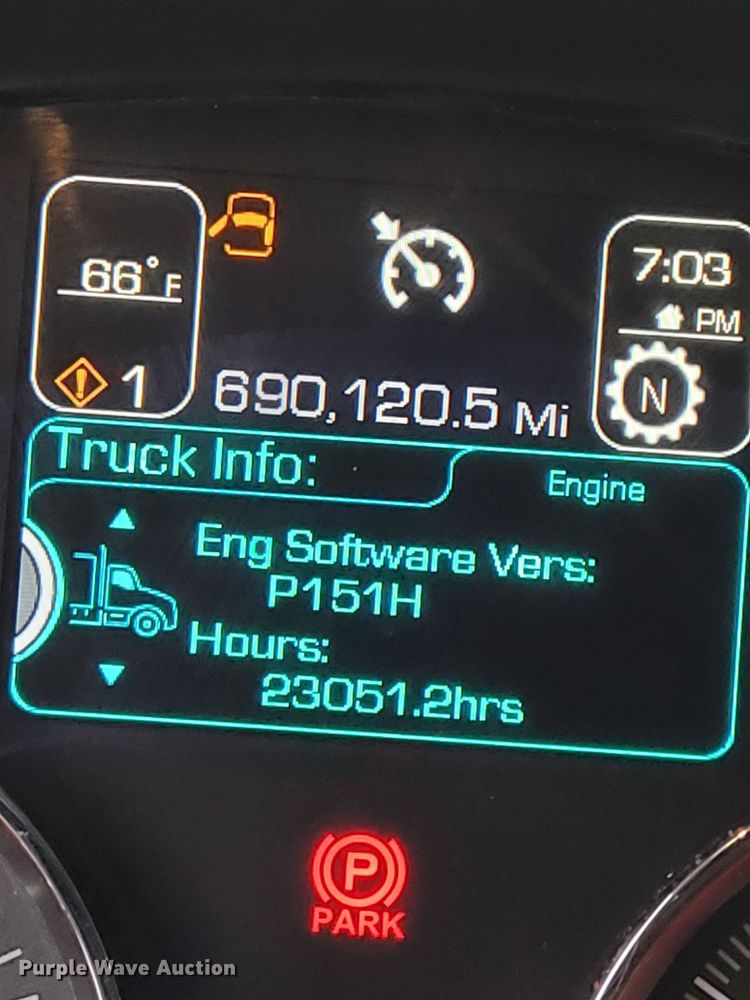 66°F
7:03
PM
1
690,120.5 Mi
N
Truck Info:
Engine
Eng Software Vers:
P151H
Hours:
23051.2hrs
P
PARK
Purple Wave Auction